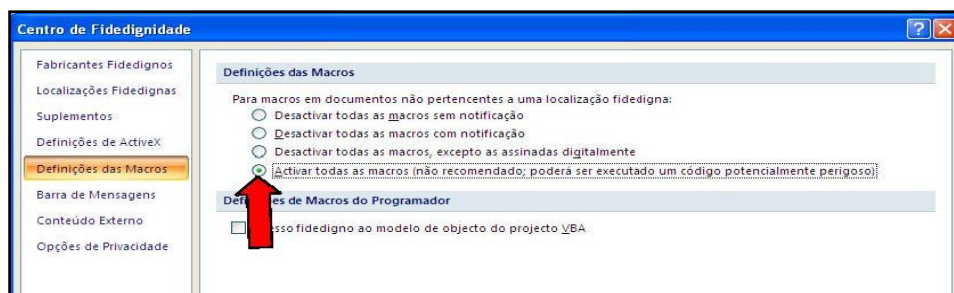 Centro de Fidedignidade
Fabricantes Fidedignos
Localizações Fidedignas
Suplementos
Definições de ActiveX
Definições das Macros
Barra de Mensagens
Conteúdo Externo
Opções de Privacidade
Definições das Macros
Para macros em documentos não pertencentes a uma localização fidedigna:
Desactivar todas as macros sem notificação
Desactivar todas as macros com notificação
Desactivar todas as macros, excepto as assinadas digitalmente
Activar todas as macros (não recomendado; poderá ser executado um código potencialmente perigoso)
de Macros do Programador
fidedigno ao modelo de objecto do projecto VBA